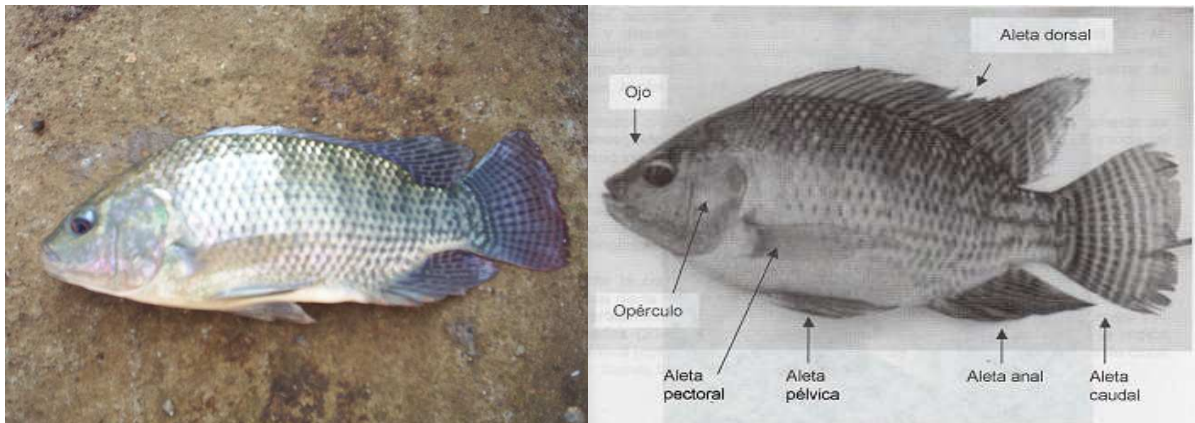 Aleta dorsal
Ojo
Opérculo
Aleta
pectoral
Aleta
pélvica
Aleta anal
Aleta
caudal